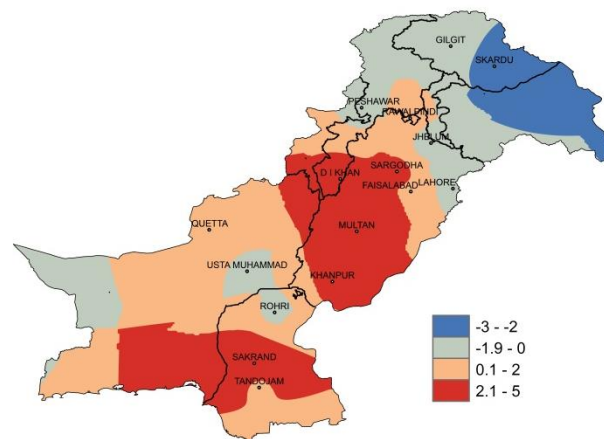 GILGIT
SKARDU
PESHAWAR
RAWALPINDI
JHELUM
SARGODHA
D I KHAN
FAISALABAD
LAHORE
QUETTA
MULTAN
USTA MUHAMMAD
KHANPUR
ROHRI
SAKRAND
TANDOJAM
-3 - -2
-1.9 - 0
0.1 - 2
2.1 - 5